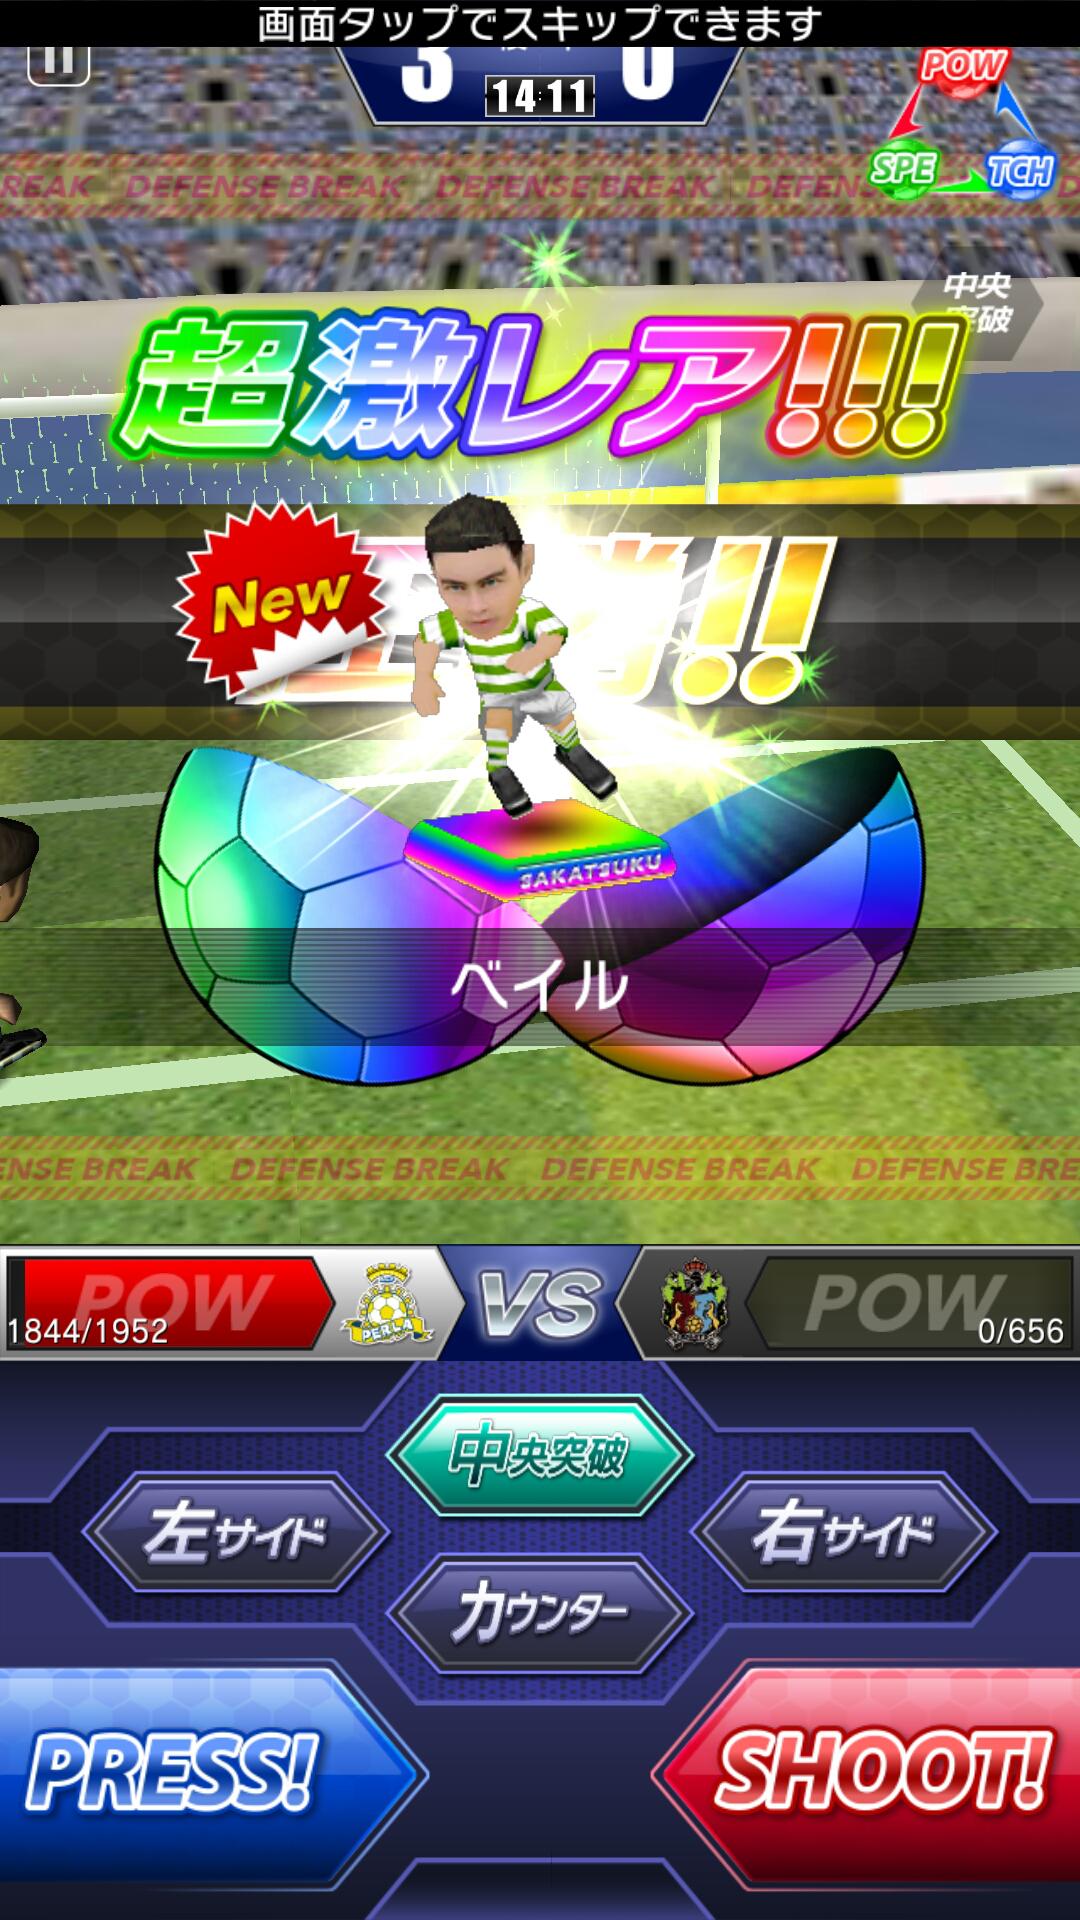 画面タップでスキップできます
3
0
14:11
POW
SPE
TCH
REAK DEFENSE BREAK DEFENSE BREAK DEFEN
中央
突破
超激レア!!!
New
!!
SAKATSUKU
ベイル
ENSE BREAK DEFENSE BREAK DEFENSE BREAK DEFENSE BRE
POW
1844/1952
PERLA
VS
POW
0/656
中央突破
左サイド
右サイド
カウンター
PRESS!
SHOOT!